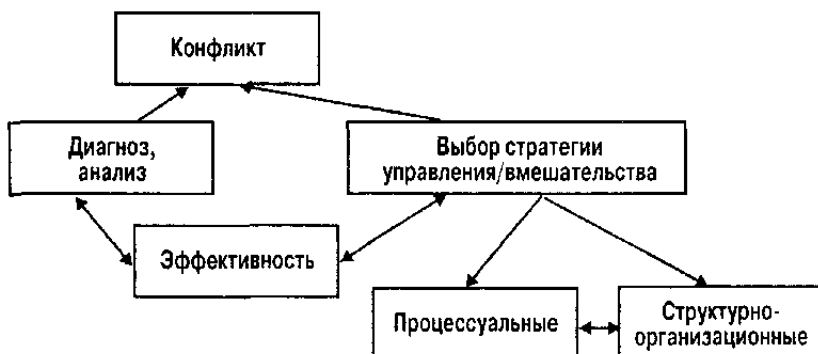 Конфликт
Диагноз,
анализ
Выбор стратегии
управления/вмешательства
Эффективность
Процессуальные
Структурно-
организационные